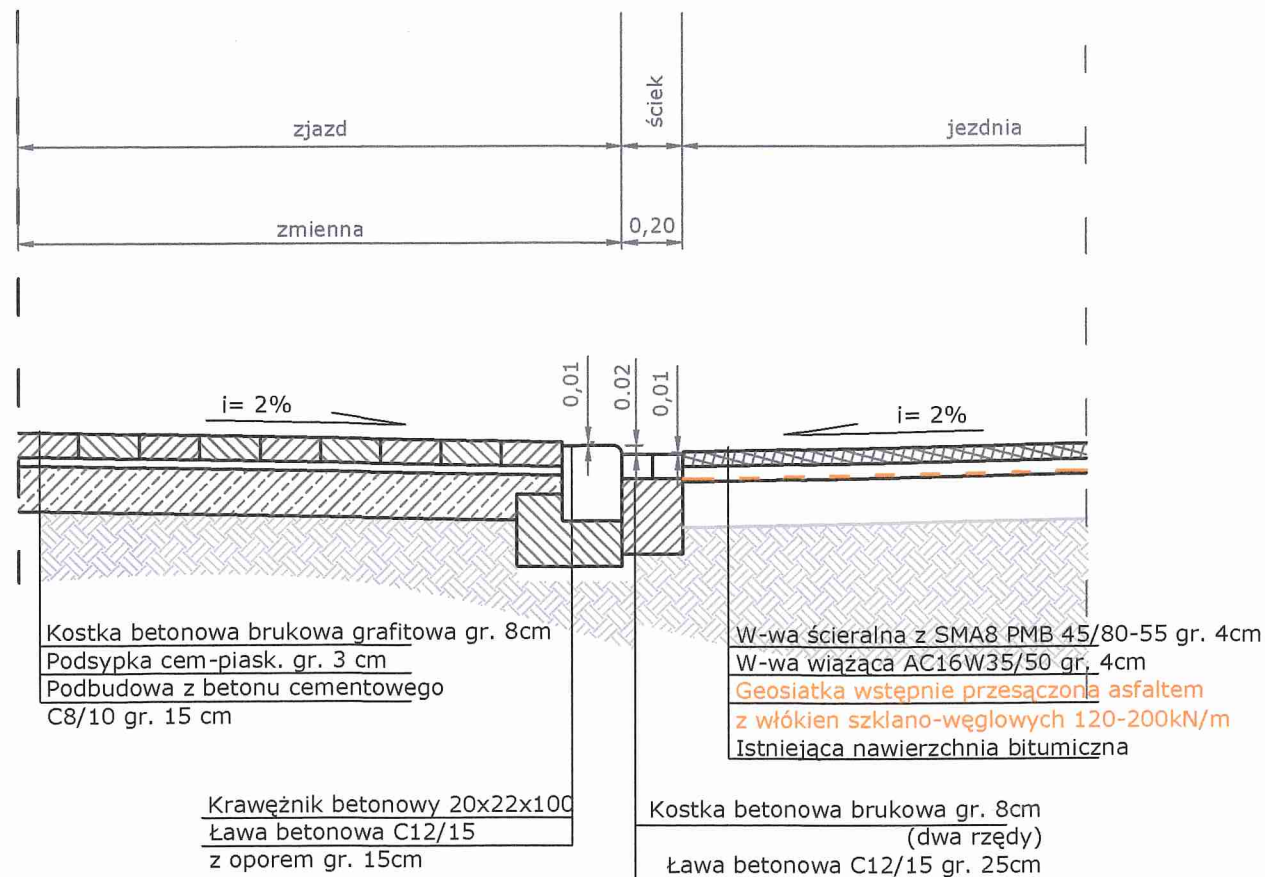 zjazd
ściek
jezdnia
zmienna
0,20
0,01
0.02
0,01
i= 2%
i= 2%
Kostka betonowa brukowa grafitowa gr. 8cm
Podsypka cem-piask. gr. 3 cm
Podbudowa z betonu cementowego
C8/10 gr. 15 cm
W-wa ścieralna z SMA8 PMB 45/80-55 gr. 4cm
W-wa wiążąca AC16W35/50 gr. 4cm
Geosiatka wstępnie przesączona asfaltem
z włókien szklano-węglowych 120-200kN/m
Istniejąca nawierzchnia bitumiczna
Krawężnik betonowy 20x22x100
Ława betonowa C12/15
z oporem gr. 15cm
Kostka betonowa brukowa gr. 8cm
(dwa rzędy)
Ława betonowa C12/15 gr. 25cm